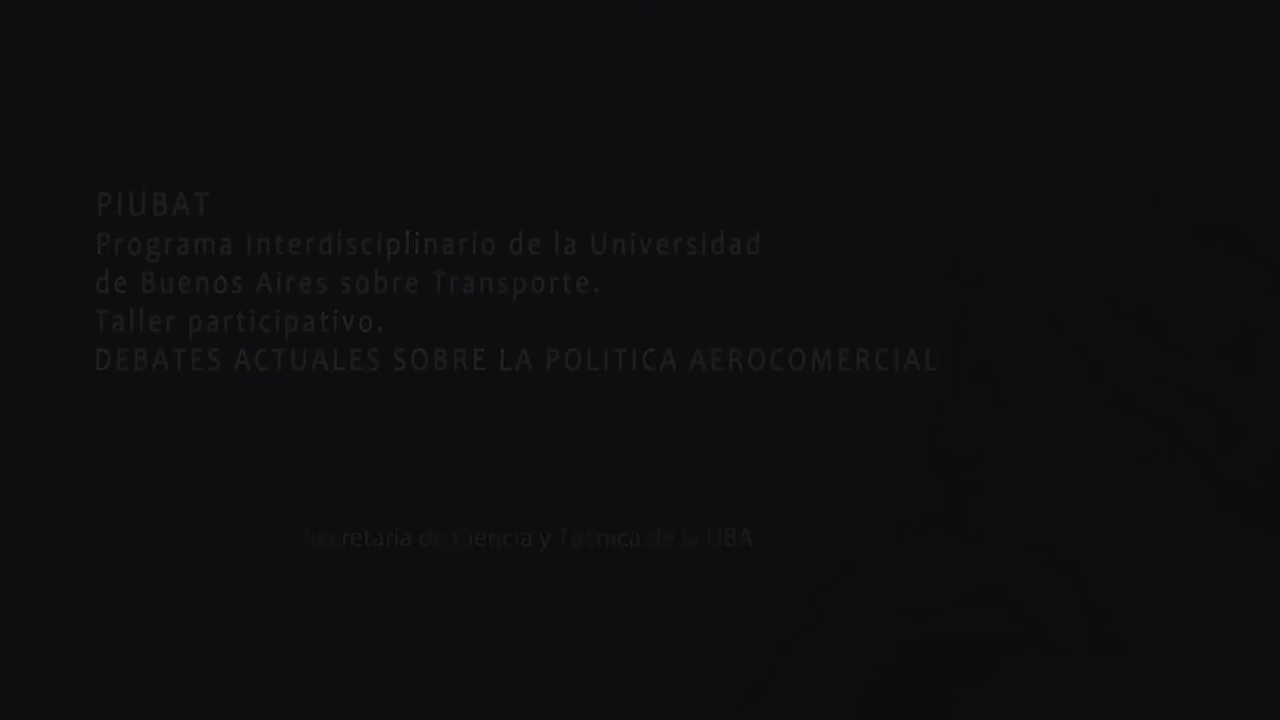 PIUBAT
Programa Interdisciplinario de la Universidad
de Buenos Aires sobre Transporte.
Taller participativo.
DEBATES ACTUALES SOBRE LA POLITICA AEROCOMERCIAL
Secretaria de Ciencia y Técnica de la UBA